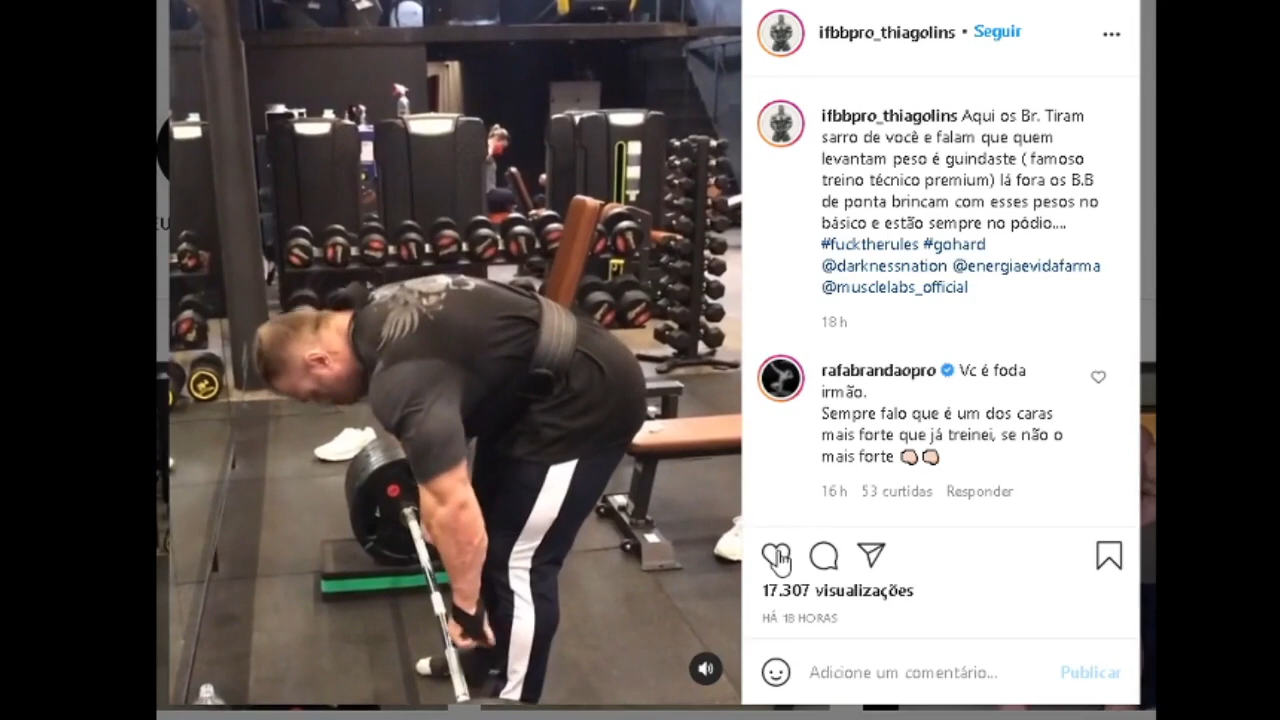 ifbbpro_thiagolins • Seguir
ifbbpro_thiagolins Aqui os Br. Tiram
sarro de você e falam que quem
levantam peso é guindaste ( famoso
treino técnico premium) lá fora os B.B
de ponta brincam com esses pesos no
básico e estão sempre no pódio....
#fucktherules #gohard
@darknessnation @energiaevidafarma
@musclelabs_official
18 h
rafabrandaopro Vc é foda
irmão.
Sempre falo que é um dos caras
mais forte que já treinei, se não o
mais forte
16 h 53 curtidas Responder
17.307 visualizações
HÁ 18 HORAS
Adicione um comentário... Publicar